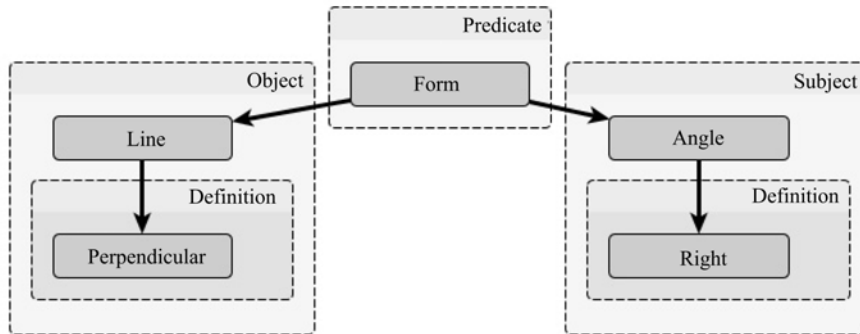 Predicate
Form
Object
Subject
Line
Angle
Definition
Definition
Perpendicular
Right